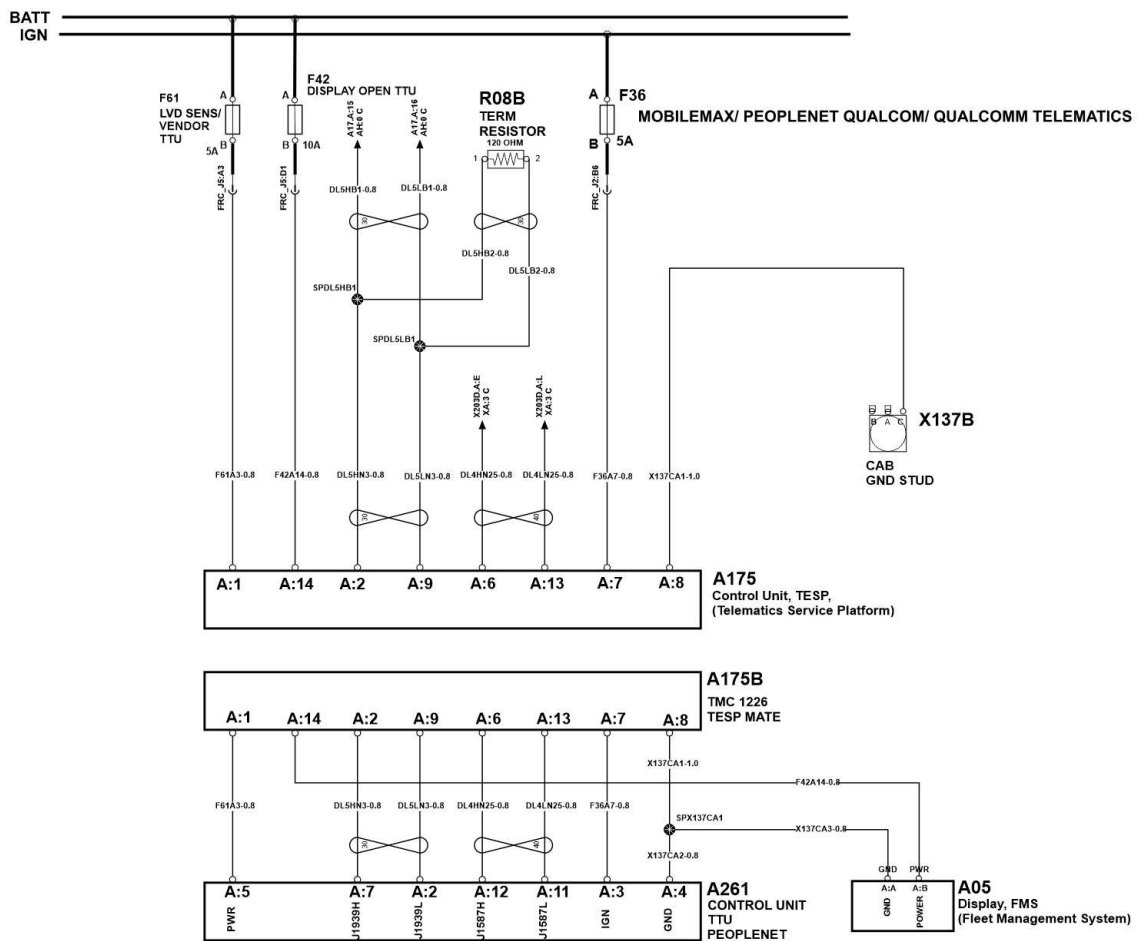 BATT
IGN
F61
LVD SENS/
VENDOR
TTU
A
B
5A
FRC_J5:A3
F42
DISPLAY OPEN TTU
A
B
10A
FRC_J5:D1
A17.A:15
AH:0 C
A17.A:16
AH:0 C
R08B
TERM
RESISTOR
120 OHM
1
2
A
F36
MOBILEMAX/ PEOPLENET QUALCOM/ QUALCOMM TELEMATICS
B
5A
FRC_J2:B6
DL5HB1-0.8
DL5LB1-0.8
30
30
DL5HB2-0.8
DL5LB2-0.8
SPDL5HB1
SPDL5LB1
X203D.A:E
XA:3 C
X203D.A:L
XA:3 C
B A C
X137B
CAB
GND STUD
F61A3-0.8
F42A14-0.8
DL5HN3-0.8
DL5LN3-0.8
DL4HN25-0.8
DL4LN25-0.8
F36A7-0.8
X137CA1-1.0
30
40
A:1 A:14 A:2 A:9 A:6 A:13 A:7 A:8
A175
Control Unit, TESP,
(Telematics Service Platform)
A175B
TMC 1226
TESP MATE
A:1 A:14 A:2 A:9 A:6 A:13 A:7 A:8
X137CA1-1.0
F42A14-0.8
F61A3-0.8
DL5HN3-0.8
DL5LN3-0.8
DL4HN25-0.8
DL4LN25-0.8
F36A7-0.8
SPX137CA1
X137CA3-0.8
30
40
X137CA2-0.8
GND PWR
A:5 A:7 A:2 A:12 A:11 A:3 A:4
PWR
J1939H
J1939L
J1587H
J1587L
IGN
GND
A261
CONTROL UNIT
TTU
PEOPLENET
A:A A:B
GND
POWER
A05
Display, FMS
(Fleet Management System)